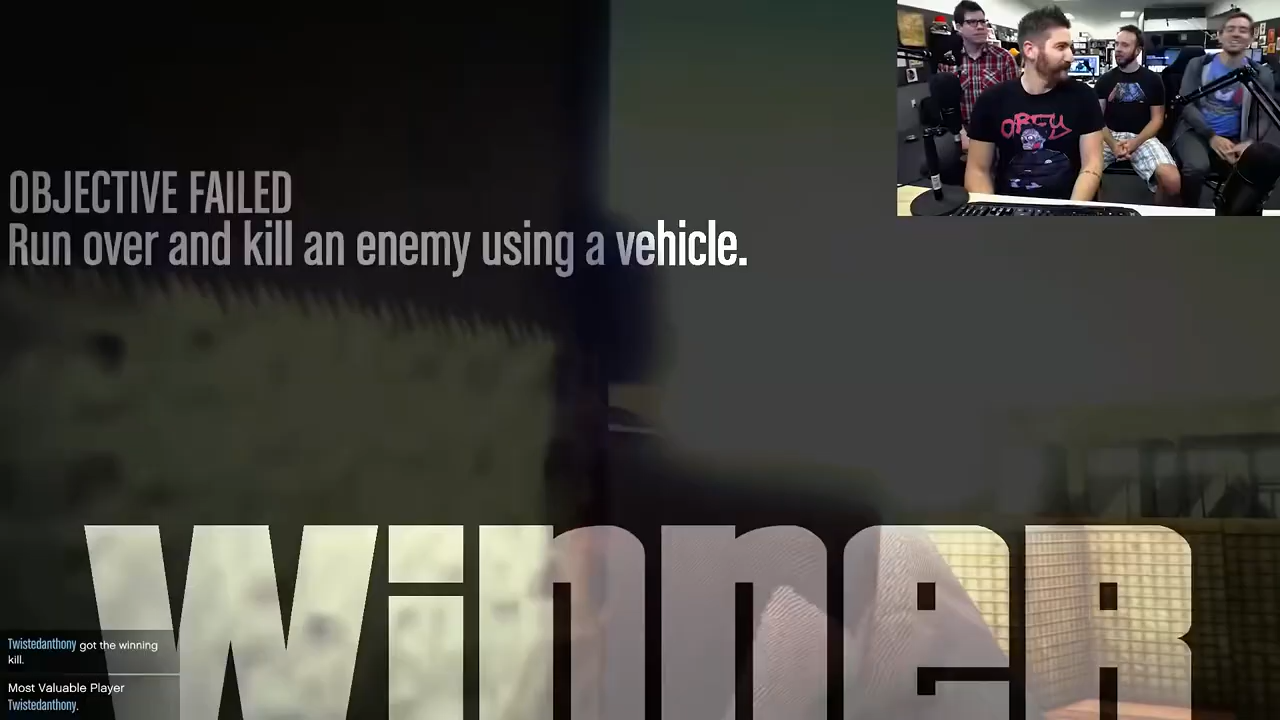 OBJECTIVE FAILED
Run over and kill an enemy using a vehicle.
OBEY
winner
Twistedanthony got the winning
kill.
Most Valuable Player
Twistedanthony.